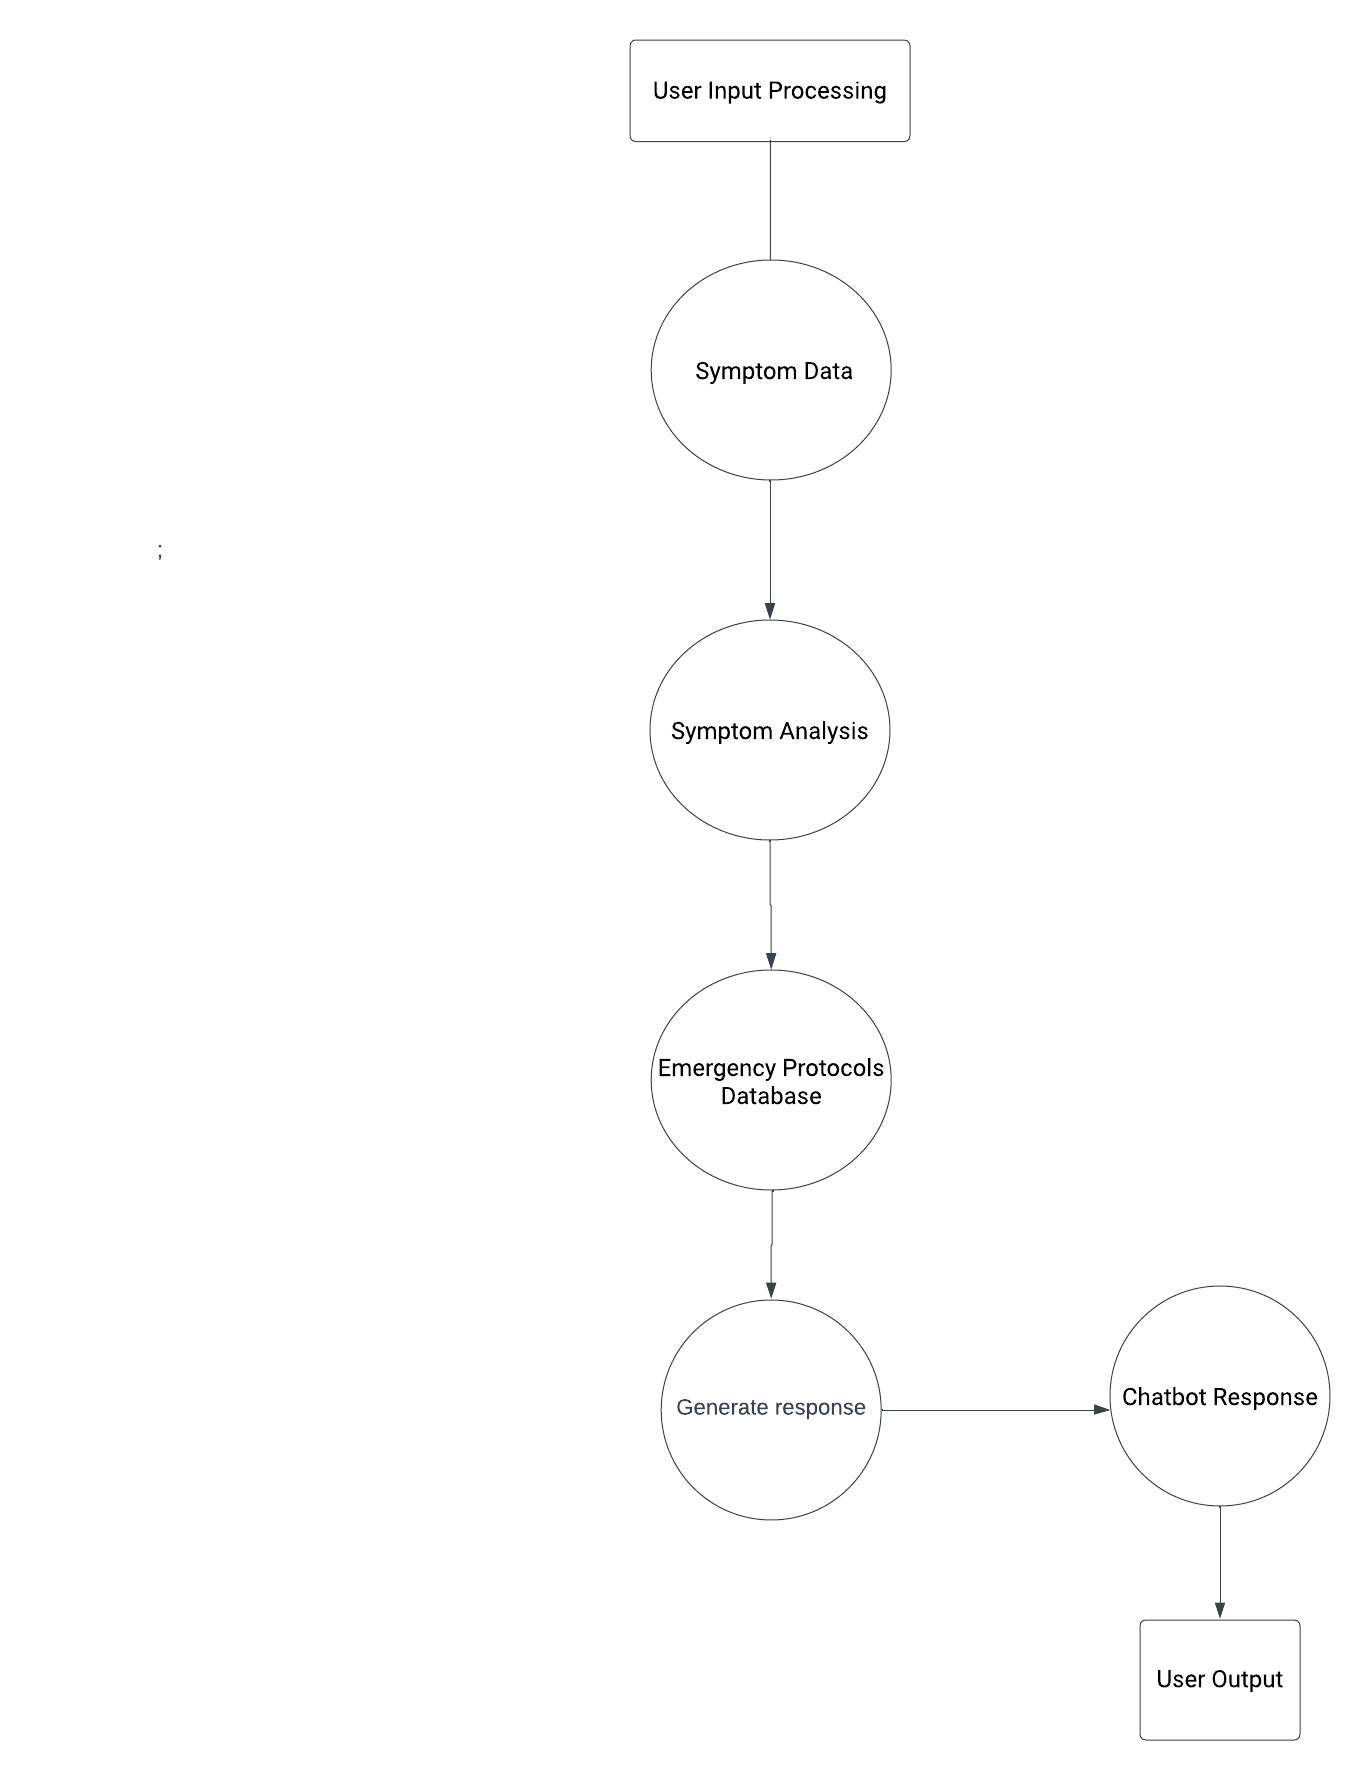 User Input Processing
Symptom Data
;
Symptom Analysis
Emergency Protocols
Database
Generate response
Chatbot Response
User Output